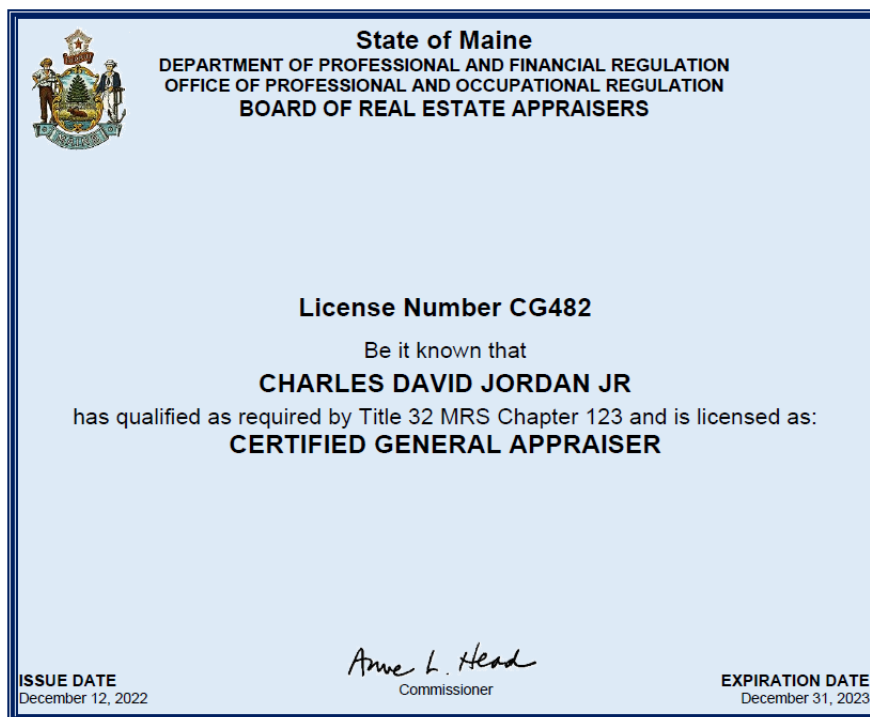 State of Maine
DEPARTMENT OF PROFESSIONAL AND FINANCIAL REGULATION
OFFICE OF PROFESSIONAL AND OCCUPATIONAL REGULATION
BOARD OF REAL ESTATE APPRAISERS
License Number CG482
Be it known that
CHARLES DAVID JORDAN JR
has qualified as required by Title 32 MRS Chapter 123 and is licensed as:
CERTIFIED GENERAL APPRAISER
Anne L. Head
Commissioner
ISSUE DATE
December 12, 2022
EXPIRATION DATE
December 31, 2023